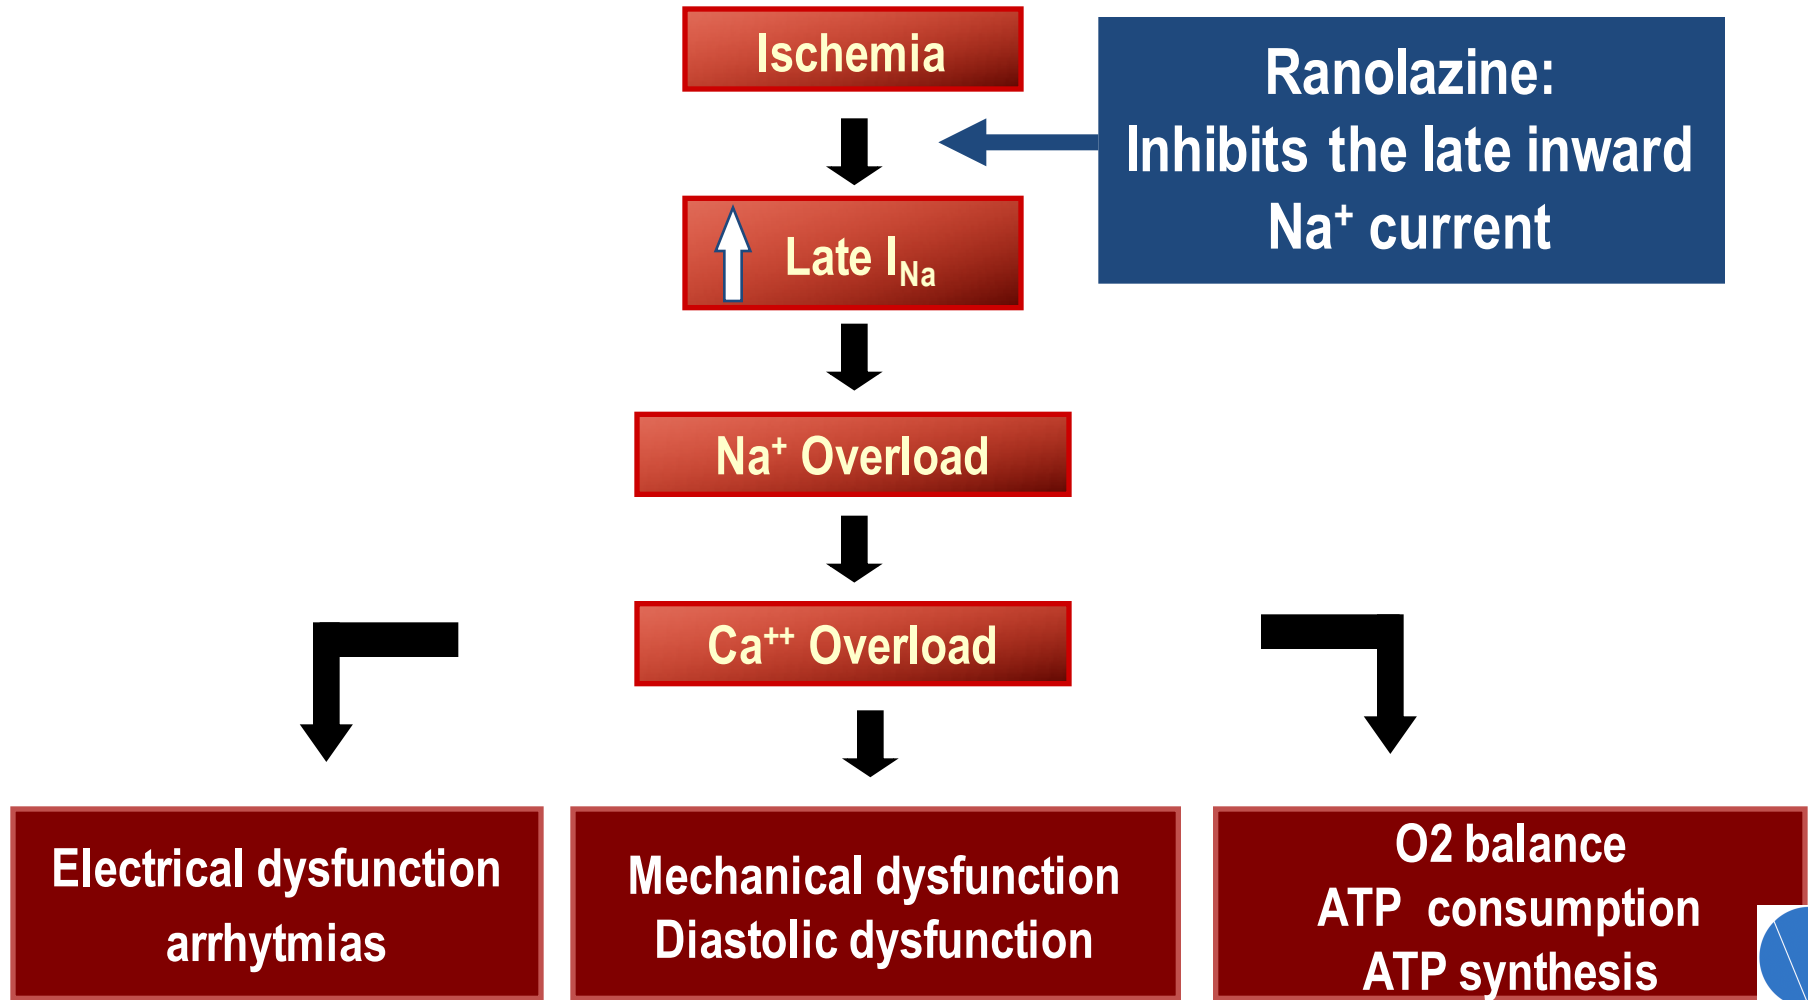 Ischemia
Ranolazine:
Inhibits the late inward
Na⁺ current
Late I_Na
Na⁺ Overload
Ca⁺⁺ Overload
Electrical dysfunction
arrhytmias
Mechanical dysfunction
Diastolic dysfunction
O2 balance
ATP consumption
ATP synthesis